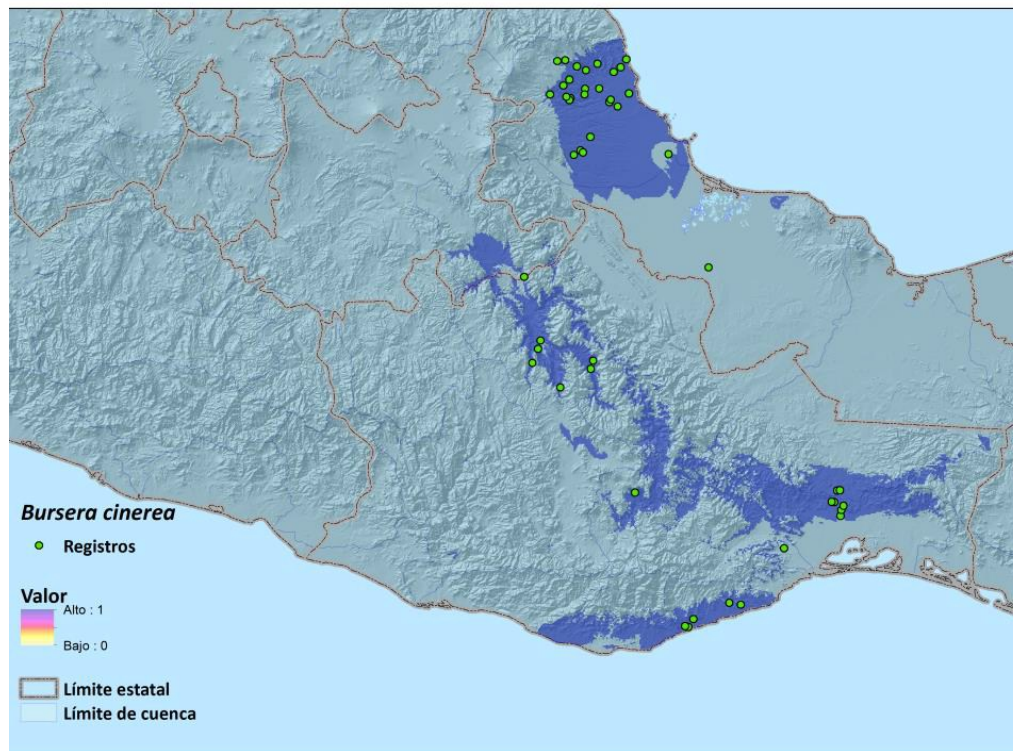 Bursera cinerea
Registros
Valor
Alto : 1
Bajo : 0
Límite estatal
Límite de cuenca